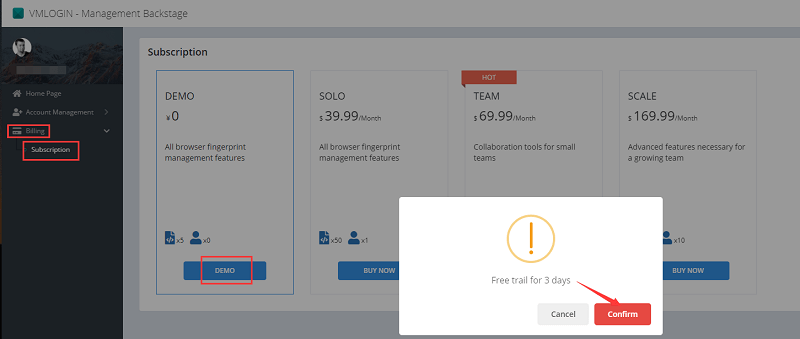 VMLOGIN - Management Backstage
Home Page
Account Management
Billing
Subscription
Subscription
DEMO
¥ 0
All browser fingerprint
management features
x5 x0
DEMO
SOLO
$ 39.99/Month
All browser fingerprint
management features
x50 x1
BUY NOW
HOT
TEAM
$ 69.99/Month
Collaboration tools for small
teams
SCALE
$ 169.99/Month
Advanced features necessary for
a growing team
x10
BUY NOW
Free trail for 3 days
Cancel
Confirm